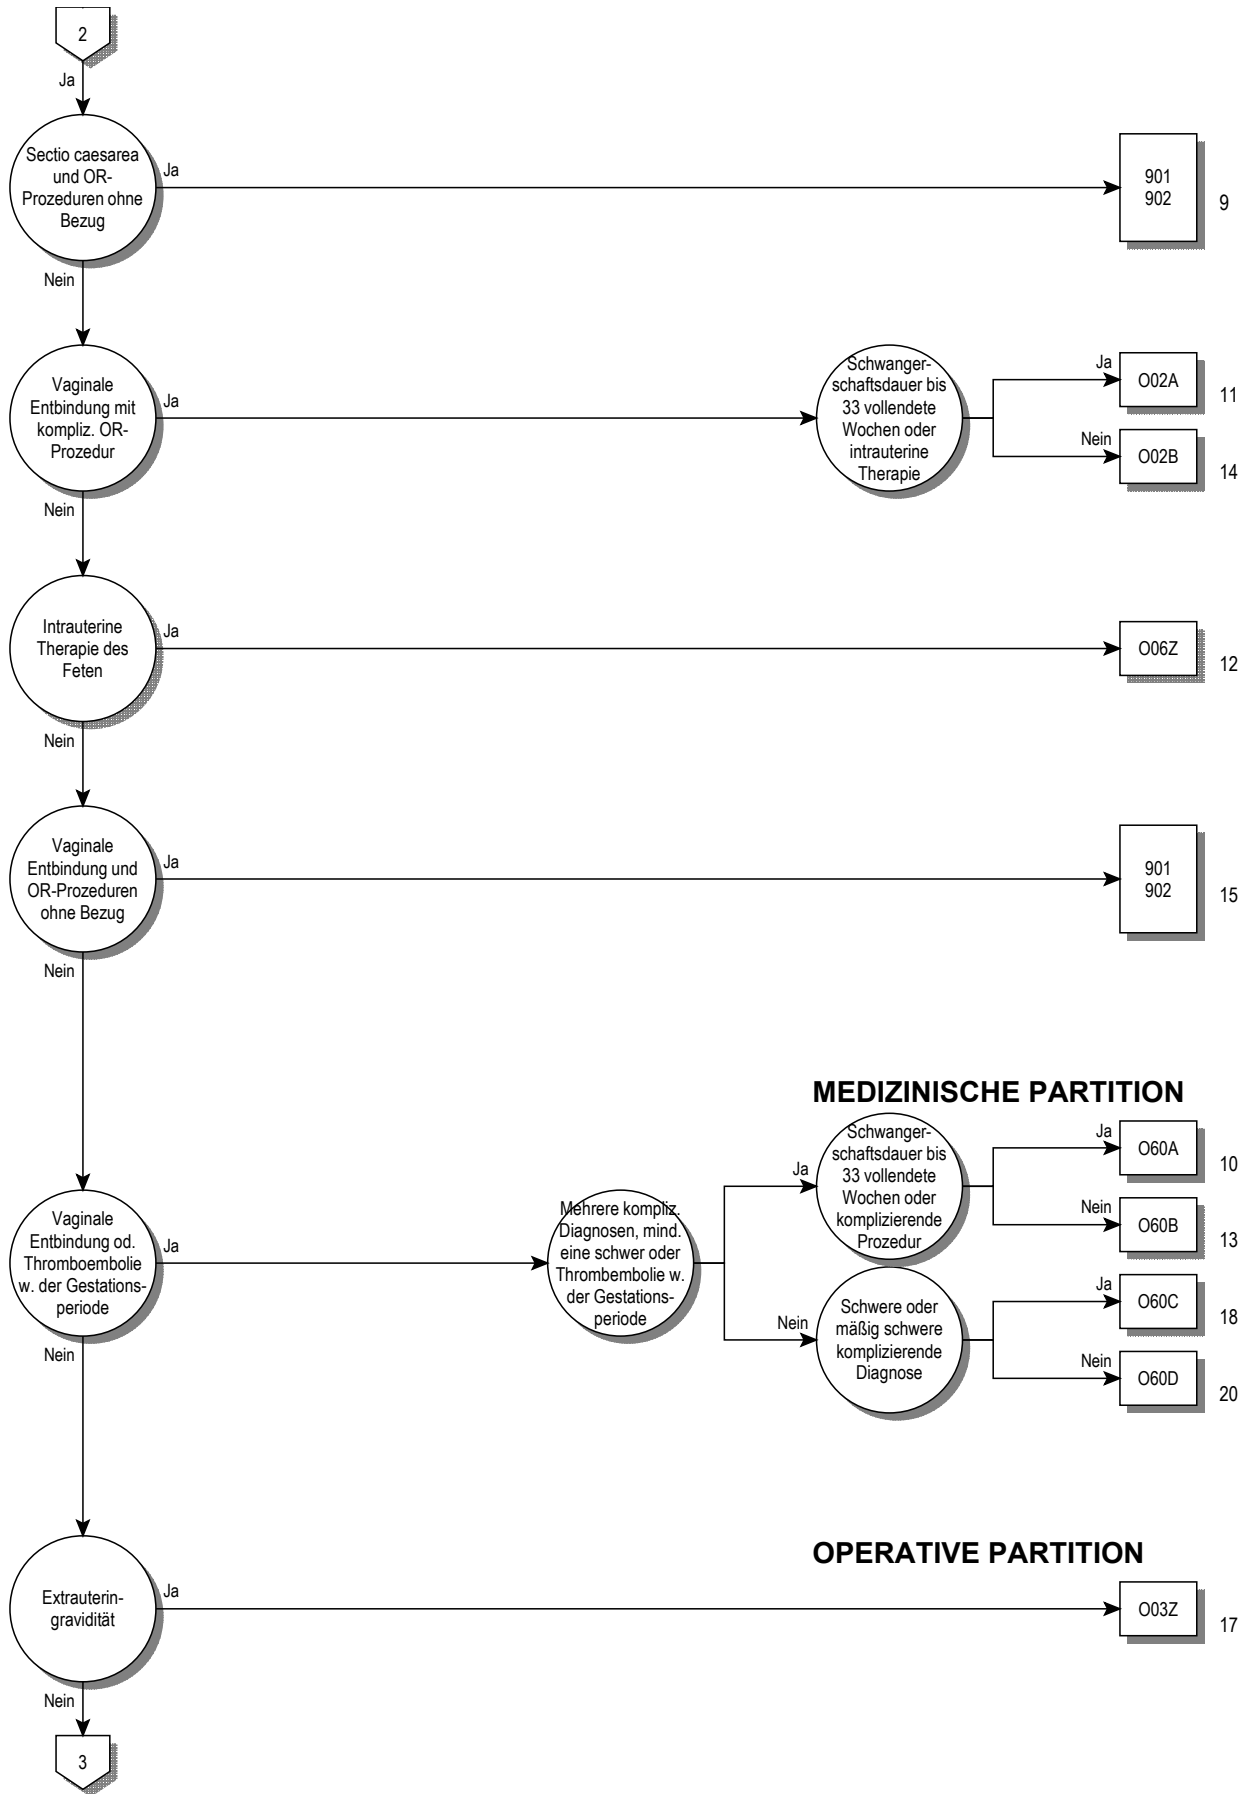 2
Ja
Sectio caesarea
und OR-
Prozeduren ohne
Bezug
Ja
901
902
9
Nein
Vaginale
Entbindung mit
kompliz. OR-
Prozedur
Ja
Schwanger-
schaftsdauer bis
33 vollendete
Wochen oder
intrauterine
Therapie
Ja
O02A
11
Nein
O02B
14
Nein
Intrauterine
Therapie des
Feten
Ja
O06Z
12
Nein
Vaginale
Entbindung und
OR-Prozeduren
ohne Bezug
Ja
901
902
15
Nein
MEDIZINISCHE PARTITION
Vaginale
Entbindung od.
Thromboembolie
w. der Gestations-
periode
Ja
Mehrere kompliz.
Diagnosen, mind.
eine schwer oder
Thrombembolie w.
der Gestations-
periode
Ja
Schwanger-
schaftsdauer bis
33 vollendete
Wochen oder
komplizierende
Prozedur
Ja
O60A
10
Nein
O60B
13
Nein
Schwere oder
mäßig schwere
komplizierende
Diagnose
Ja
O60C
18
Nein
O60D
20
Nein
OPERATIVE PARTITION
Extrauterin-
gravidität
Ja
O03Z
17
Nein
3